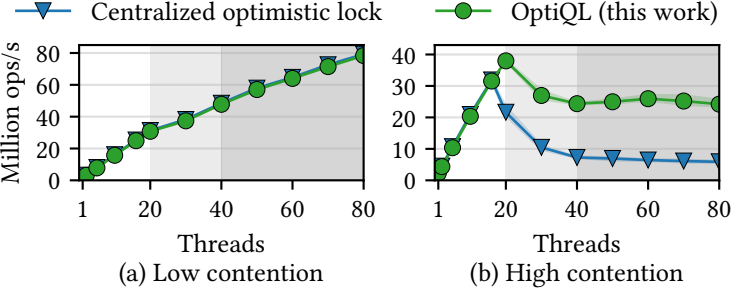 Centralized optimistic lock OptiQL (this work)
Million ops/s
80
60
40
20
0
1 20 40 60 80
Threads
(a) Low contention
40
30
20
10
0
1 20 40 60 80
Threads
(b) High contention